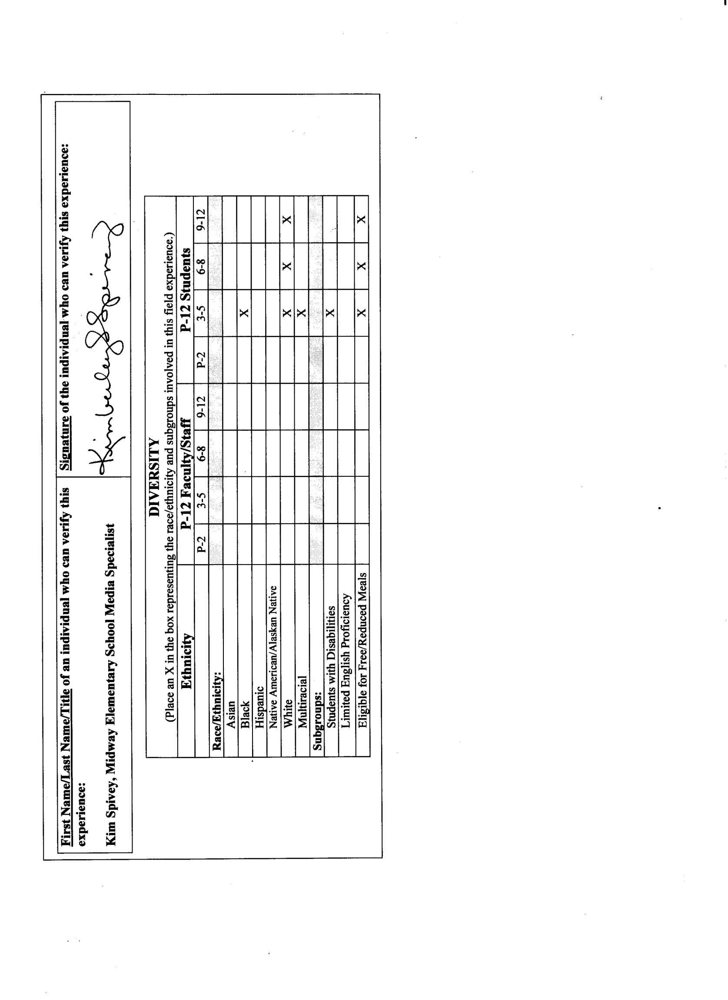 First Name/Last Name/Title of an individual who can verify this
experience:
Kim Spivey, Midway Elementary School Media Specialist
Signature of the individual who can verify this experience:
Kimberley S Spivey
DIVERSITY
(Place an X in the box representing the race/ethnicity and subgroups involved in this field experience.)
Ethnicity P-12 Faculty/Staff P-12 Students
P-2 3-5 6-8 9-12 P-2 3-5 6-8 9-12
Race/Ethnicity:
Asian
Black X
Hispanic
Native American/Alaskan Native
White X X X
Multiracial X
Subgroups:
Students with Disabilities X
Limited English Proficiency
Eligible for Free/Reduced Meals X X X